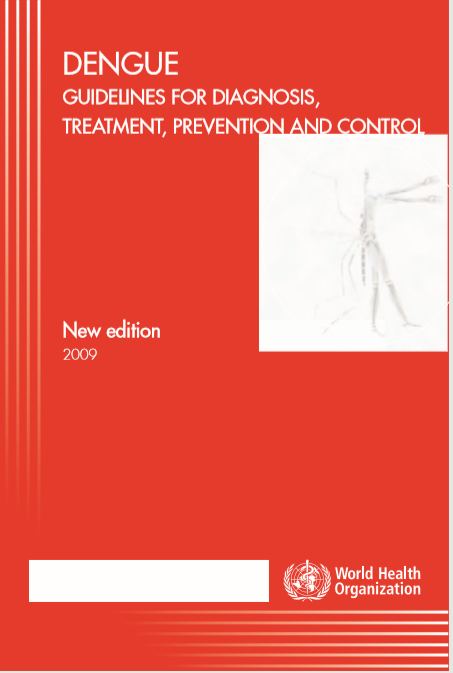 DENGUE
GUIDELINES FOR DIAGNOSIS,
TREATMENT, PREVENTION AND CONTROL
New edition
2009
World Health
Organization